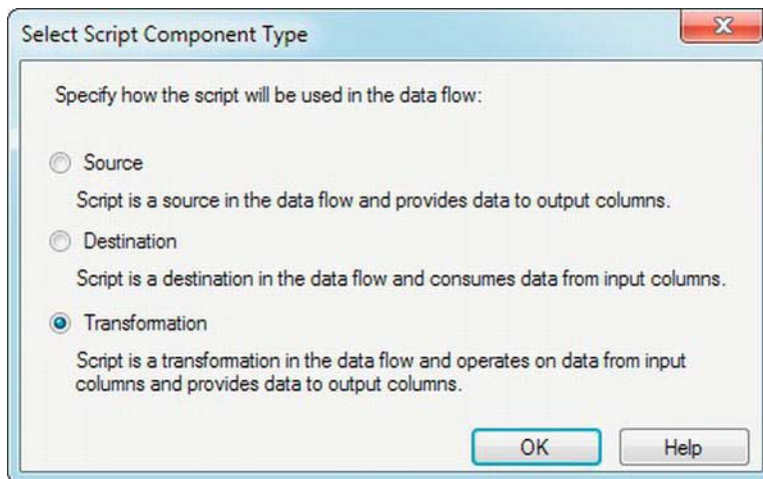 Select Script Component Type
Specify how the script will be used in the data flow:
Source
Script is a source in the data flow and provides data to output columns.
Destination
Script is a destination in the data flow and consumes data from input columns.
Transformation
Script is a transformation in the data flow and operates on data from input
columns and provides data to output columns.
OK
Help